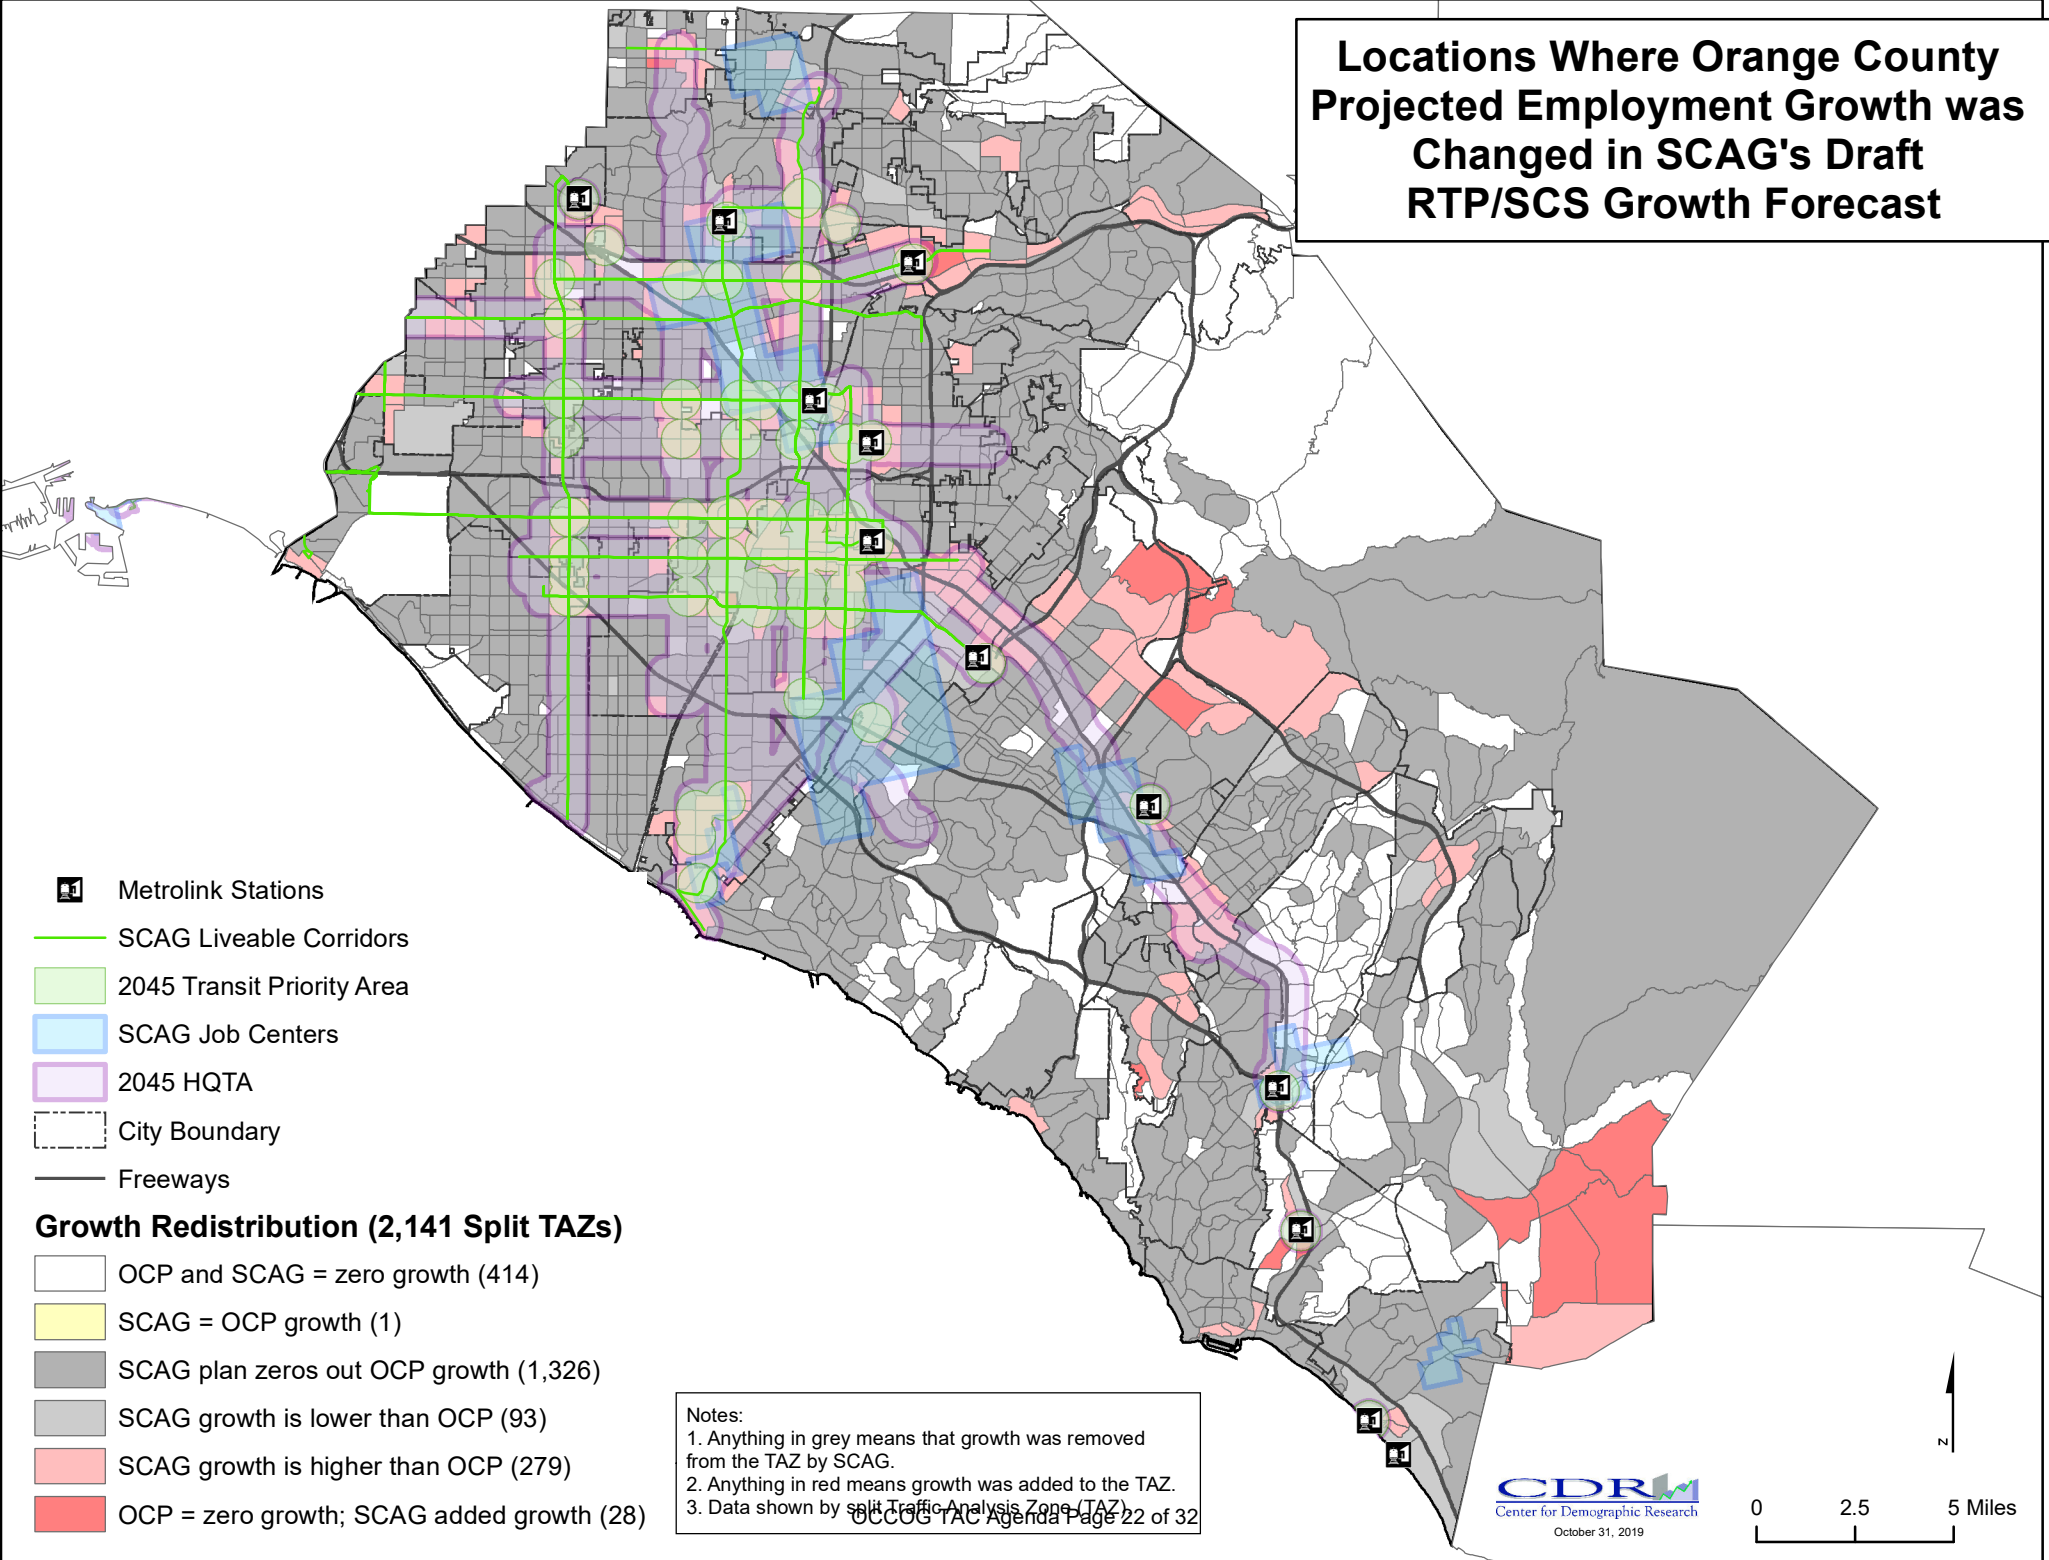 Locations Where Orange County
Projected Employment Growth was
Changed in SCAG's Draft
RTP/SCS Growth Forecast
Metrolink Stations
SCAG Liveable Corridors
2045 Transit Priority Area
SCAG Job Centers
2045 HQTA
City Boundary
Freeways
Growth Redistribution (2,141 Split TAZs)
OCP and SCAG = zero growth (414)
SCAG = OCP growth (1)
SCAG plan zeros out OCP growth (1,326)
SCAG growth is lower than OCP (93)
SCAG growth is higher than OCP (279)
OCP = zero growth; SCAG added growth (28)
Notes:
1. Anything in grey means that growth was removed
from the TAZ by SCAG.
2. Anything in red means growth was added to the TAZ.
3. Data shown by split Traffic Analysis Zone (TAZ).
OCCOG TAC Agenda Page 22 of 32
CDR
Center for Demographic Research
October 31, 2019
z
0 2.5 5 Miles